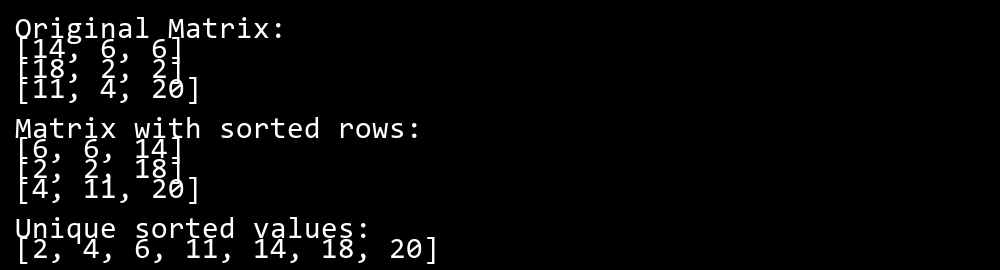 Original Matrix:
[14, 6, 6]
[18, 2, 2]
[11, 4, 20]
Matrix with sorted rows:
[6, 6, 14]
[2, 2, 18]
[4, 11, 20]
Unique sorted values:
[2, 4, 6, 11, 14, 18, 20]